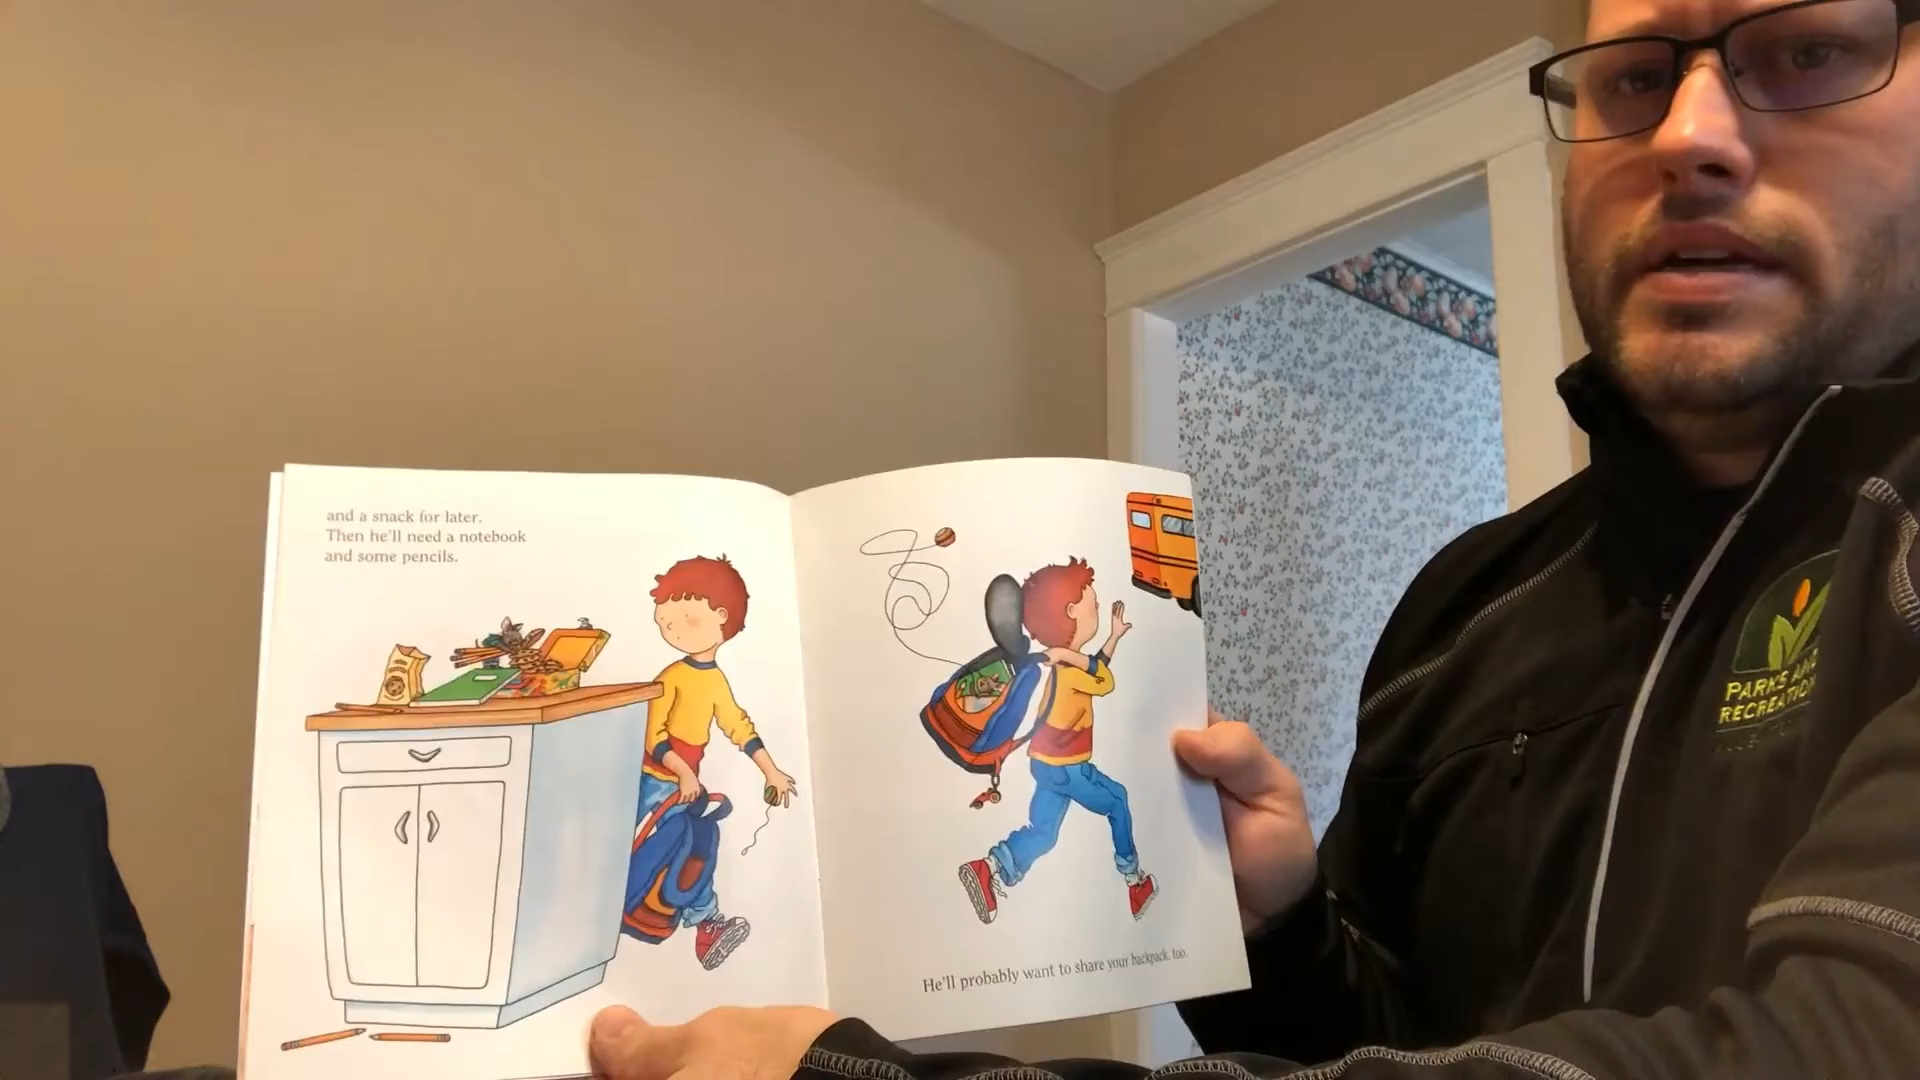 and a snack for later.
Then he'll need a notebook
and some pencils.
He'll probably want to share your backpack, too.
PARKS AND
RECREATION